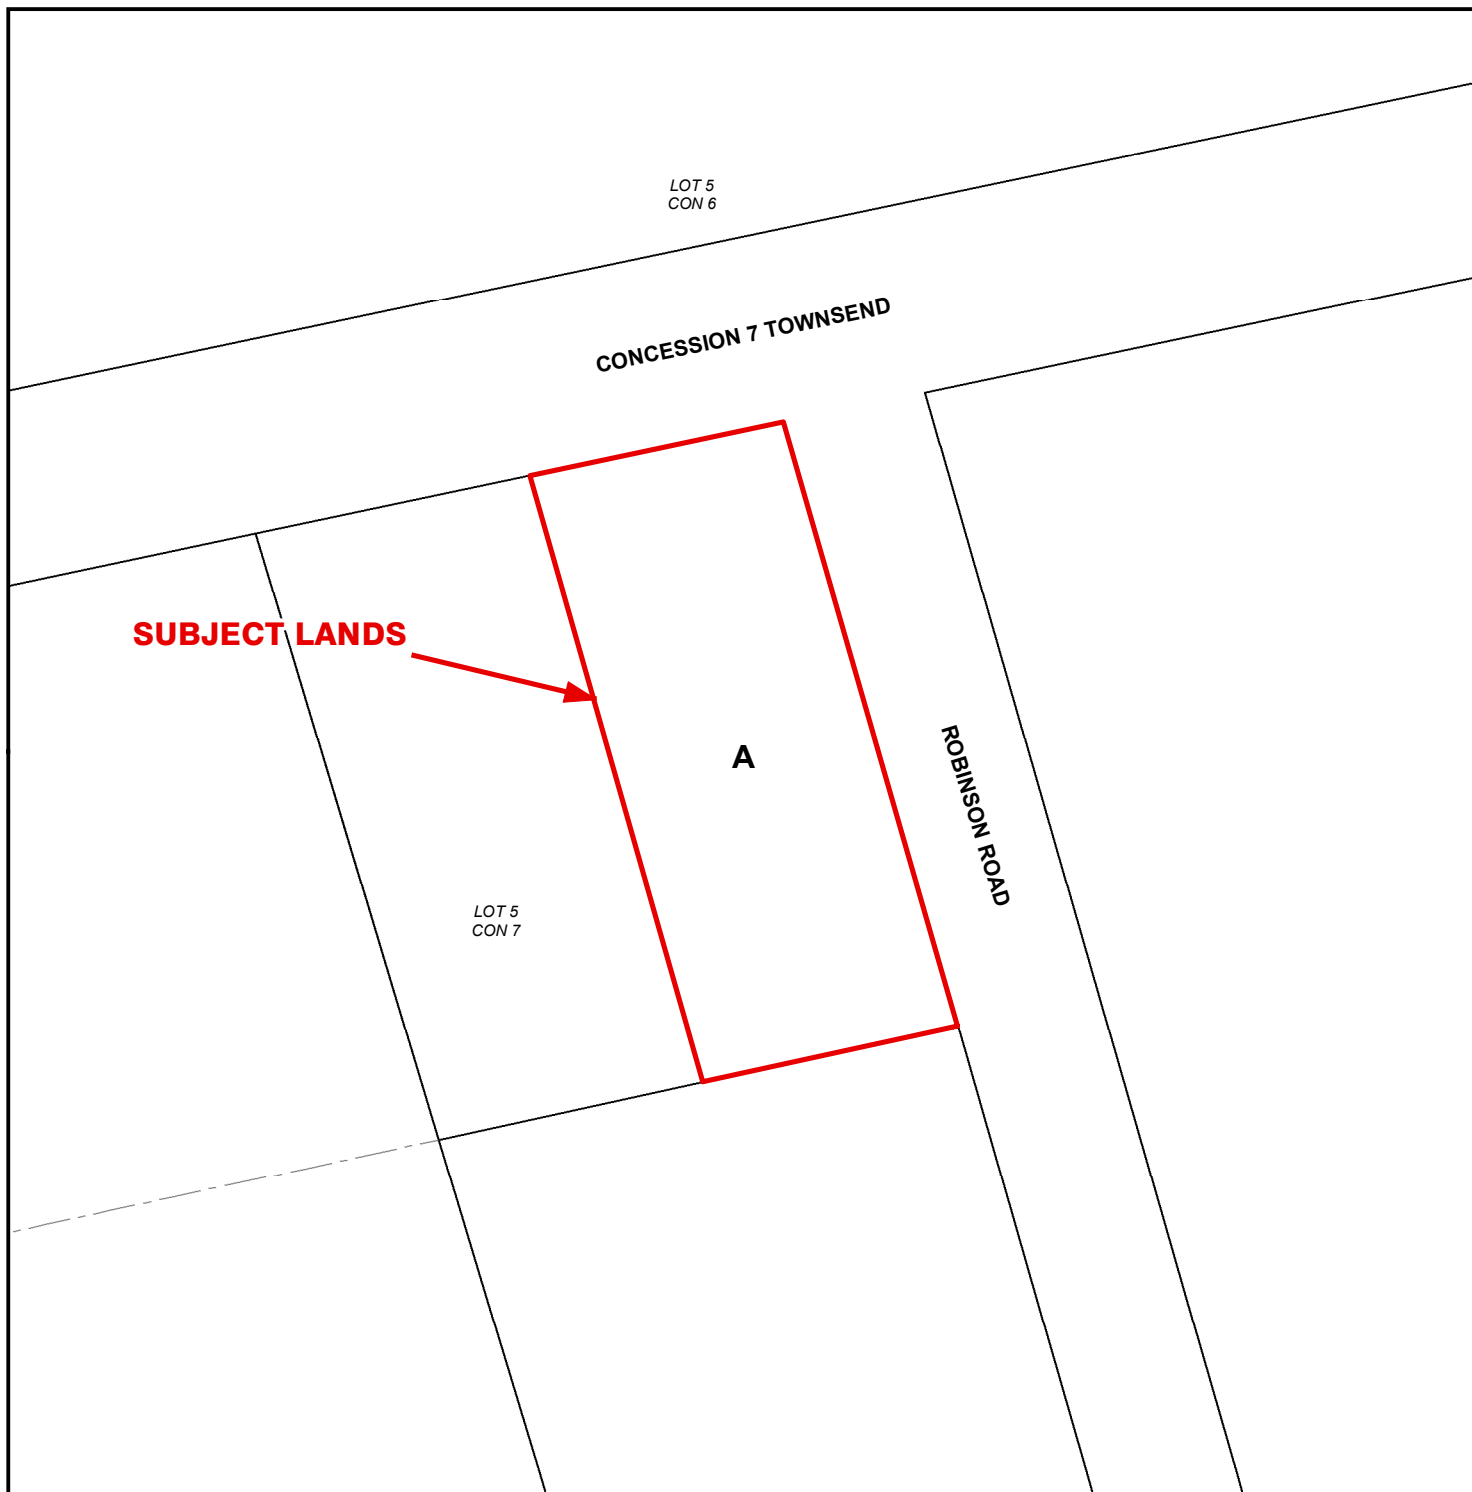 LOT 5
CON 6
CONCESSION 7 TOWNSEND
SUBJECT LANDS
A
ROBINSON ROAD
LOT 5
CON 7